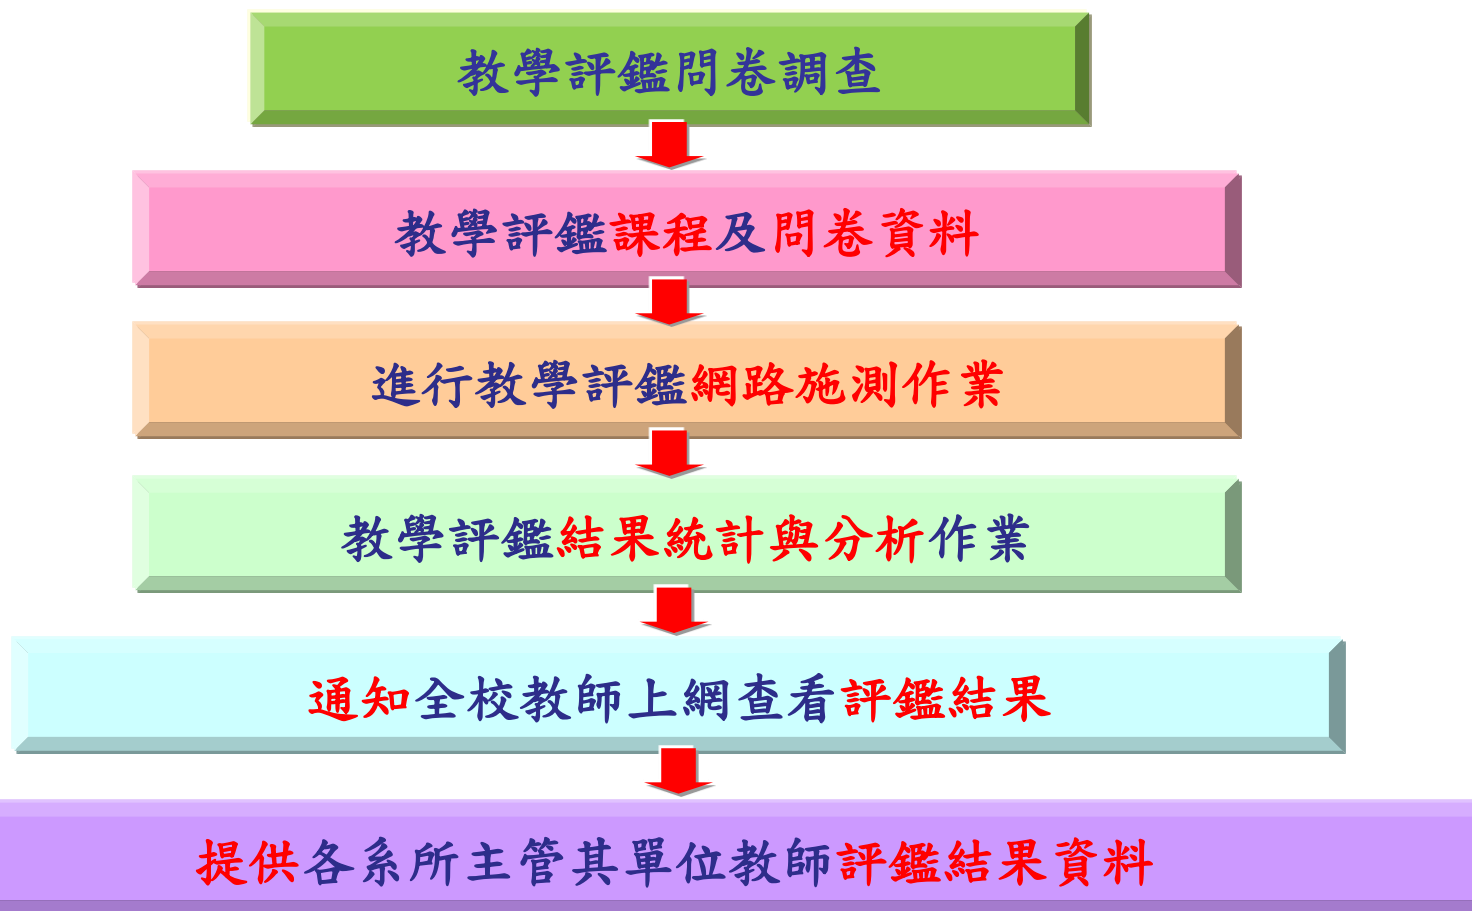 教學評鑑問卷調查
教學評鑑課程及問卷資料
進行教學評鑑網路施測作業
教學評鑑結果統計與分析作業
通知全校教師上網查看評鑑結果
提供各系所主管其單位教師評鑑結果資料